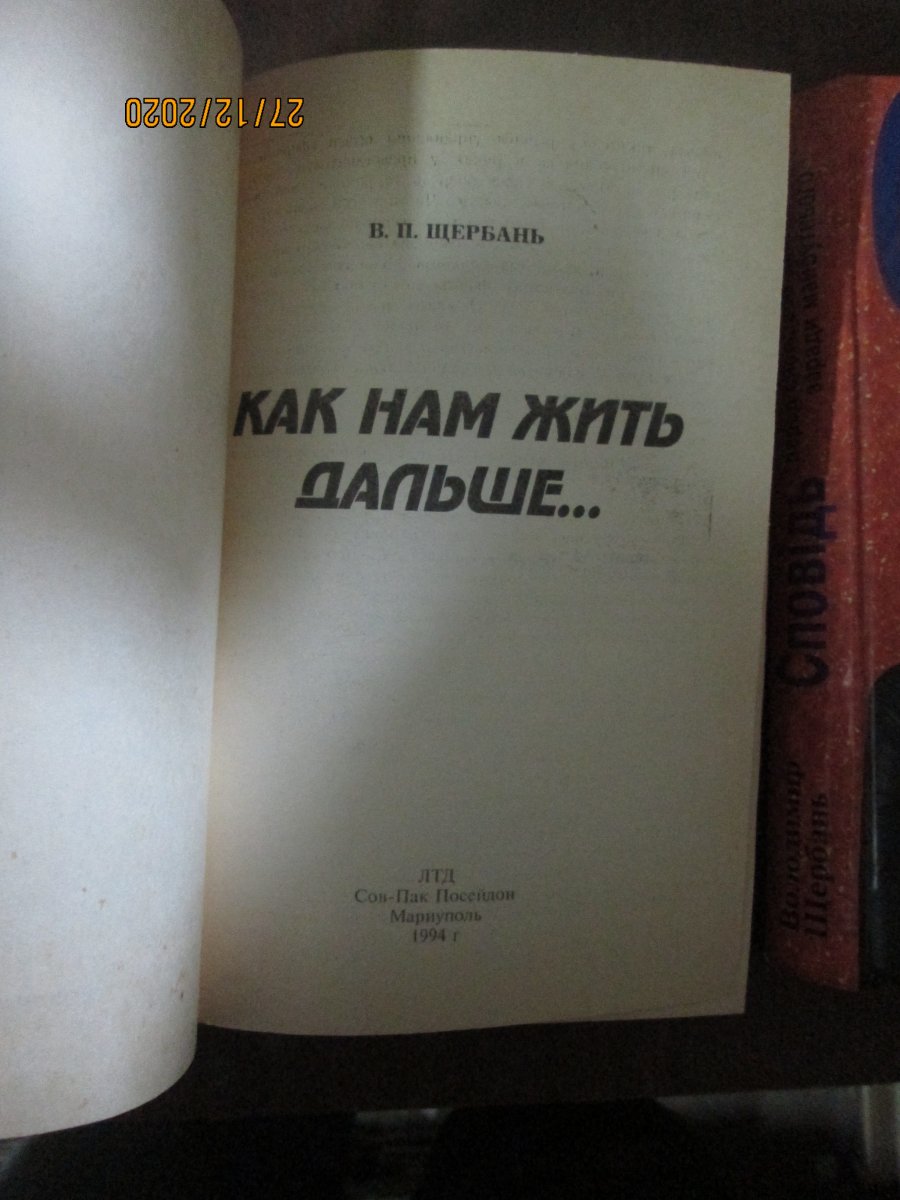 27/12/2020
В. П. ЩЕРБАНЬ
КАК НАМ ЖИТЬ
ДАЛЬШЕ...
ЛТД
Сов-Пак Посейдон
Мариуполь
1994 г
Володимир
Щербань
Сповідь